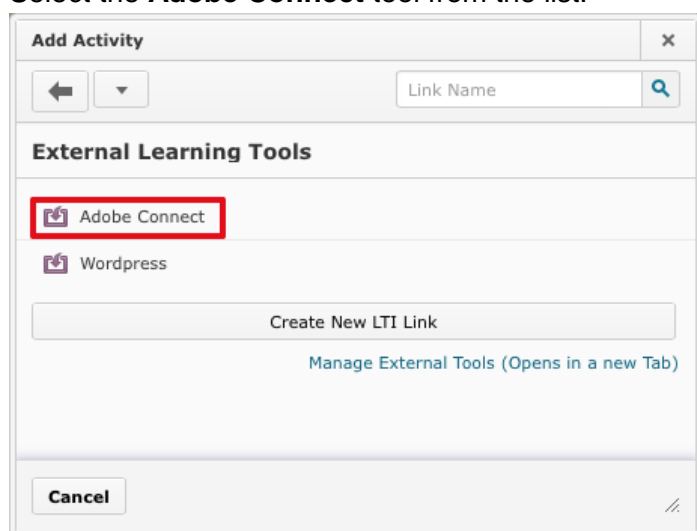 Select the Adobe Connect tool from the list.
Add Activity
Link Name
External Learning Tools
Adobe Connect
Wordpress
Create New LTI Link
Manage External Tools (Opens in a new Tab)
Cancel